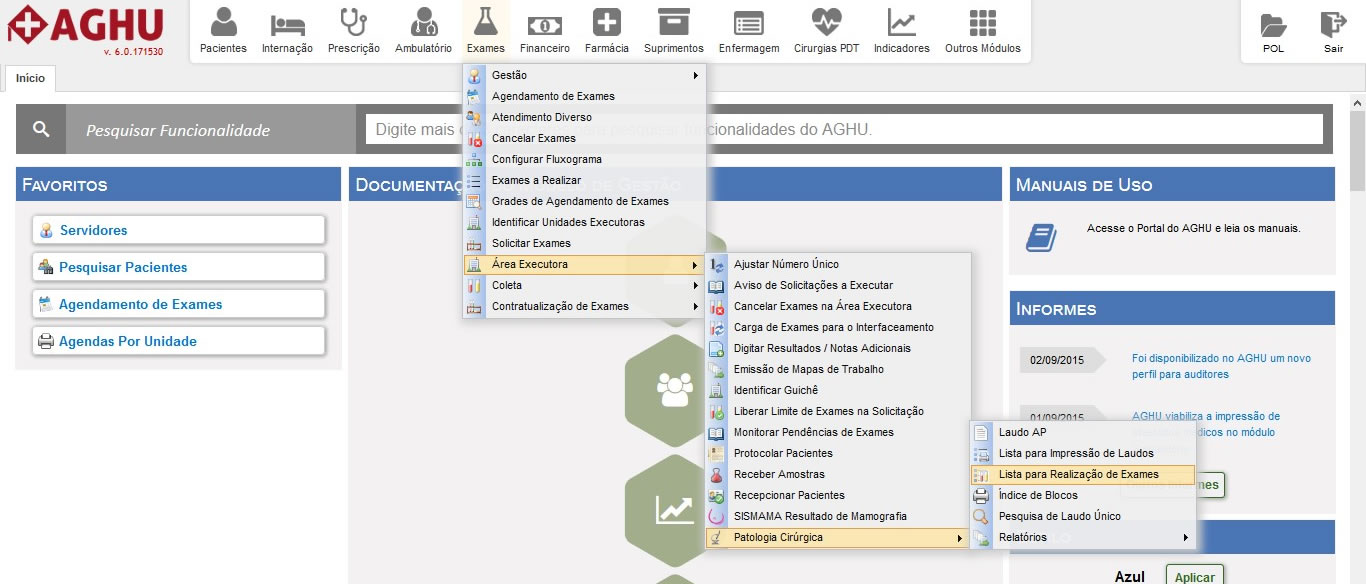 AGHU
v. 6.0.171530
Pacientes
Internação
Prescrição
Ambulatório
Exames
Financeiro
Farmácia
Suprimentos
Enfermagem
Cirurgias PDT
Indicadores
Outros Módulos
POL
Sair
Início
Pesquisar Funcionalidade
Digite mais para pesquisar funcionalidades do AGHU.
Favoritos
Servidores
Pesquisar Pacientes
Agendamento de Exames
Agendas Por Unidade
Gestão
Agendamento de Exames
Atendimento Diverso
Cancelar Exames
Configurar Fluxograma
Exames a Realizar
Grades de Agendamento de Exames
Identificar Unidades Executoras
Solicitar Exames
Área Executora
Coleta
Contratualização de Exames
Ajustar Número Único
Aviso de Solicitações a Executar
Cancelar Exames na Área Executora
Carga de Exames para o Interfaceamento
Digitar Resultados / Notas Adicionais
Emissão de Mapas de Trabalho
Identificar Guichê
Liberar Limite de Exames na Solicitação
Monitorar Pendências de Exames
Protocolar Pacientes
Receber Amostras
Recepcionar Pacientes
SISMAMA Resultado de Mamografia
Patologia Cirúrgica
Laudo AP
Lista para Impressão de Laudos
Lista para Realização de Exames
Índice de Blocos
Pesquisa de Laudo Único
Relatórios
Manuais de Uso
Acesse o Portal do AGHU e leia os manuais.
Informes
02/09/2015
Foi disponibilizado no AGHU um novo
perfil para auditores
01/09/2015
AGHU viabiliza a impressão de
no módulo
Azul
Aplicar